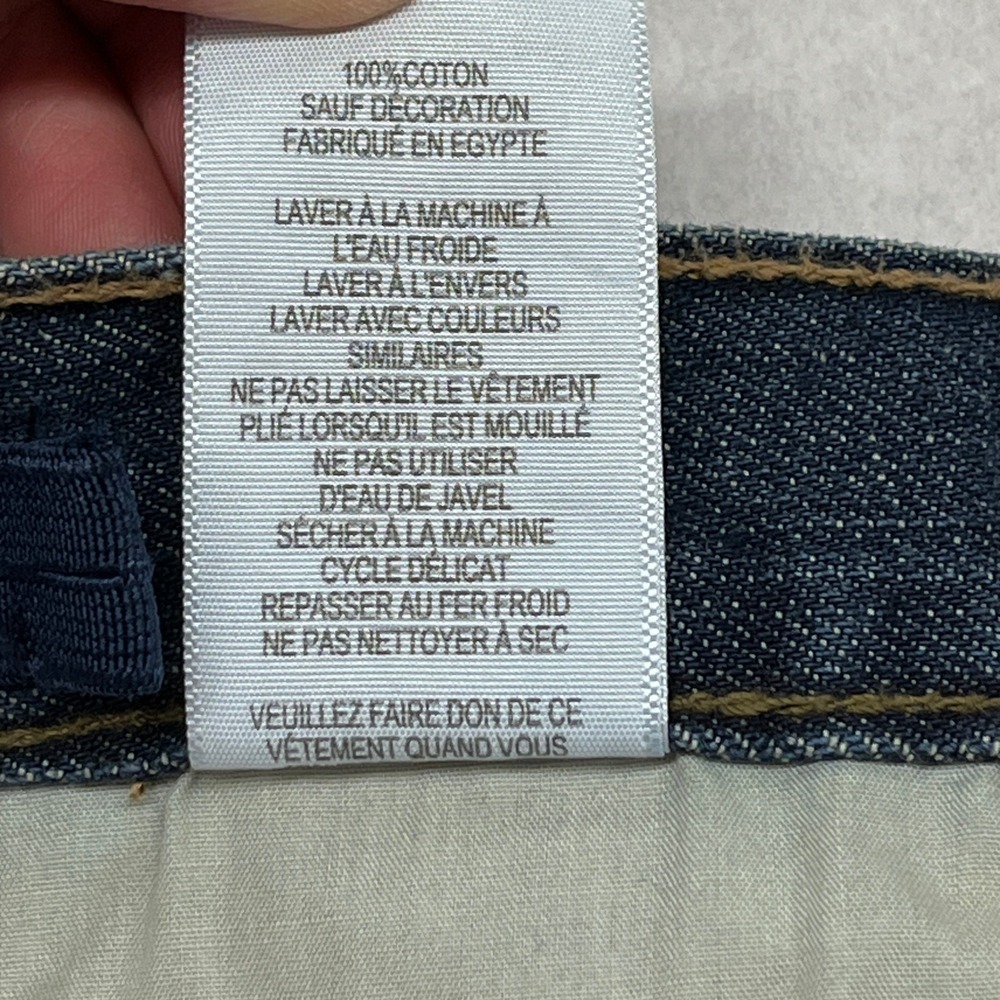 100%COTON
SAUF DÉCORATION
FABRIQUÉ EN EGYPTE
LAVER À LA MACHINE À
L'EAU FROIDE
LAVER À L'ENVERS
LAVER AVEC COULEURS
SIMILAIRES
NE PAS LAISSER LE VÊTEMENT
PLIÉ LORSQU'IL EST MOUILLÉ
NE PAS UTILISER
D'EAU DE JAVEL
SÉCHER À LA MACHINE
CYCLE DÉLICAT
REPASSER AU FER FROID
NE PAS NETTOYER À SEC
VEUILLEZ FAIRE DON DE CE
VÊTEMENT QUAND VOUS